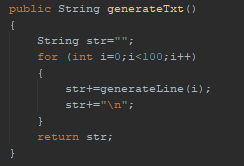 public String generateTxt()
{
    String str="";
    for (int i=0;i<100;i++)
    {
        str+=generateLine(i);
        str+="\n";
    }
    return str;
}